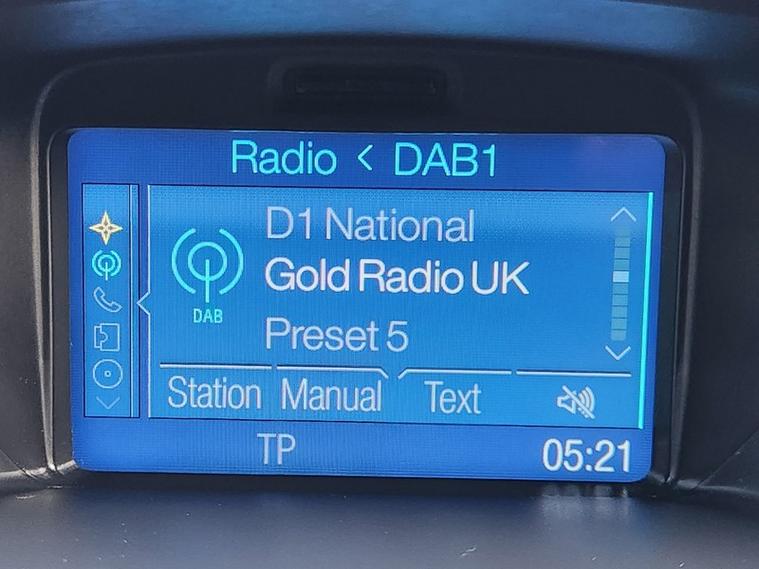 Radio < DAB1
D1 National
Gold Radio UK
DAB
Preset 5
Station Manual Text
TP 05:21